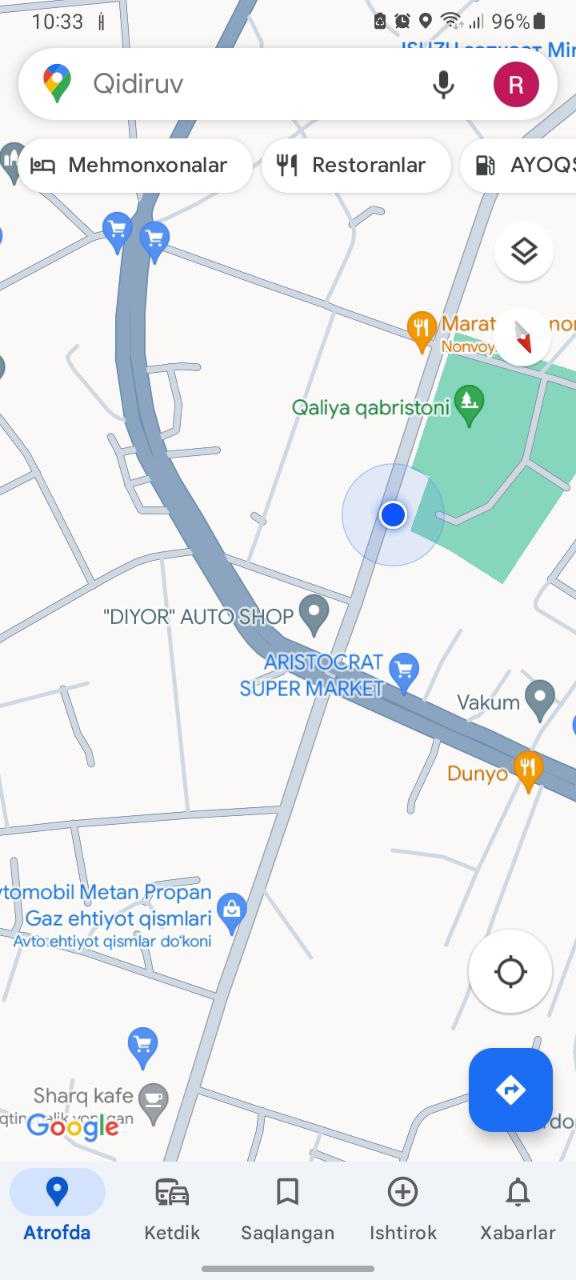 10:33
96%
ISUZU
Qidiruv
R
Mehmonxonalar
Restoranlar
AYOQS
Marat
Nonvoy
Qaliya qabristoni
"DIYOR" AUTO SHOP
ARISTOCRAT
SUPER MARKET
Vakum
Dunyo
vtomobil Metan Propan
Gaz ehtiyot qismlari
Avto ehtiyot qismlar do'koni
Sharq kafe
Google
Atrofda
Ketdik
Saqlangan
Ishtirok
Xabarlar